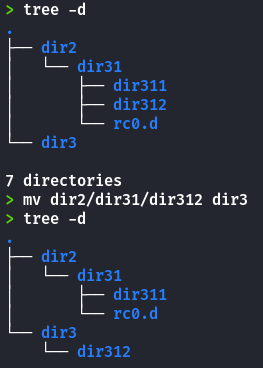 > tree -d
.
├── dir2
│   └── dir31
│       ├── dir311
│       ├── dir312
│       └── rc0.d
└── dir3

7 directories
> mv dir2/dir31/dir312 dir3
> tree -d
.
├── dir2
│   └── dir31
│       ├── dir311
│       └── rc0.d
└── dir3
    └── dir312